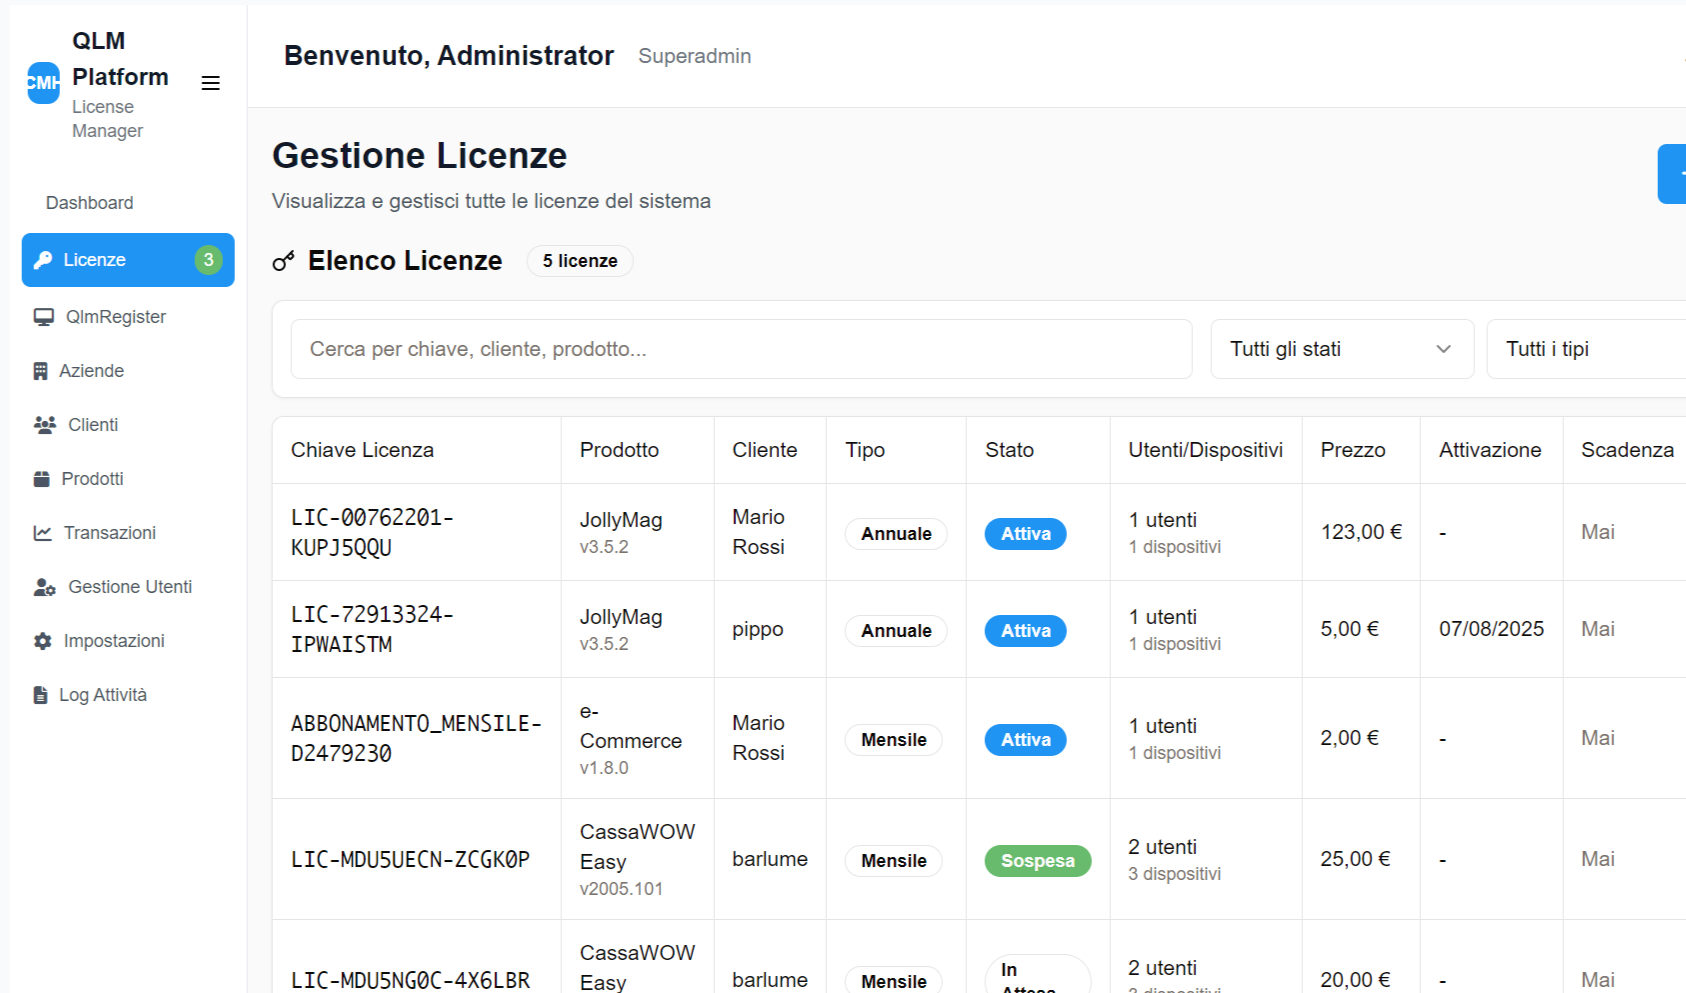 QLM
Platform
CMH
License
Manager
Benvenuto, Administrator Superadmin
Dashboard
Licenze 3
QlmRegister
Aziende
Clienti
Prodotti
Transazioni
Gestione Utenti
Impostazioni
Log Attività
Gestione Licenze
Visualizza e gestisci tutte le licenze del sistema
Elenco Licenze 5 licenze
Cerca per chiave, cliente, prodotto... Tutti gli stati Tutti i tipi
Chiave Licenza Prodotto Cliente Tipo Stato Utenti/Dispositivi Prezzo Attivazione Scadenza
LIC-00762201-
KUPJ5QQU
JollyMag
v3.5.2
Mario
Rossi
Annuale
Attiva
1 utenti
1 dispositivi
123,00 €
-
Mai
LIC-72913324-
IPWAISTM
JollyMag
v3.5.2
pippo
Annuale
Attiva
1 utenti
1 dispositivi
5,00 €
07/08/2025
Mai
ABBONAMENTO_MENSILE-
D2479230
e-
Commerce
v1.8.0
Mario
Rossi
Mensile
Attiva
1 utenti
1 dispositivi
2,00 €
-
Mai
LIC-MDU5UECN-ZCGK0P
CassaWOW
Easy
v2005.101
barlume
Mensile
Sospesa
2 utenti
3 dispositivi
25,00 €
-
Mai
LIC-MDU5NG0C-4X6LBR
CassaWOW
Easy
barlume
Mensile
In
Attesa
2 utenti
3 dispositivi
20,00 €
-
Mai